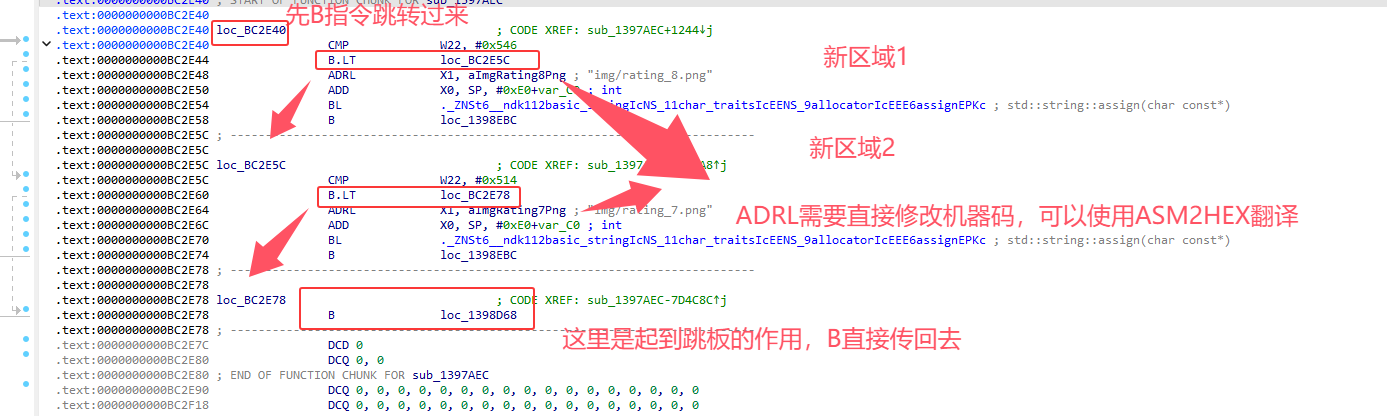 .text:0000000000BC2E40 ; START OF FUNCTION CHUNK FOR sub_1397AEC
.text:0000000000BC2E40 先B指令跳转过来
.text:0000000000BC2E40 loc_BC2E40 ; CODE XREF: sub_1397AEC+1244↓j
.text:0000000000BC2E40 CMP W22, #0x546
.text:0000000000BC2E44 B.LT loc_BC2E5C 新区域1
.text:0000000000BC2E48 ADRL X1, aImgRating8Png ; "img/rating_8.png"
.text:0000000000BC2E50 ADD X0, SP, #0xE0+var_C0 ; int
.text:0000000000BC2E54 BL ._ZNSt6__ndk112basic_stringIcNS_11char_traitsIcEENS_9allocatorIcEEE6assignEPKc ; std::string::assign(char const*)
.text:0000000000BC2E58 B loc_1398EBC
.text:0000000000BC2E5C ; ---------------------------------------------------------------------------
.text:0000000000BC2E5C 新区域2
.text:0000000000BC2E5C loc_BC2E5C ; CODE XREF: sub_1397 A8↑j
.text:0000000000BC2E5C CMP W22, #0x514
.text:0000000000BC2E60 B.LT loc_BC2E78
.text:0000000000BC2E64 ADRL X1, aImgRating7Png ; "img/rating_7.png" ADRL需要直接修改机器码，可以使用ASM2HEX翻译
.text:0000000000BC2E6C ADD X0, SP, #0xE0+var_C0 ; int
.text:0000000000BC2E70 BL ._ZNSt6__ndk112basic_stringIcNS_11char_traitsIcEENS_9allocatorIcEEE6assignEPKc ; std::string::assign(char const*)
.text:0000000000BC2E74 B loc_1398EBC
.text:0000000000BC2E78 ; ---------------------------------------------------------------------------
.text:0000000000BC2E78
.text:0000000000BC2E78 loc_BC2E78 ; CODE XREF: sub_1397AEC-7D4C8C↑j
.text:0000000000BC2E78 B loc_1398D68
.text:0000000000BC2E78 ; ---------------------------------------------------------------------------
这里是起到跳板的作用，B直接传回去
.text:0000000000BC2E7C DCD 0
.text:0000000000BC2E80 DCQ 0, 0
.text:0000000000BC2E80 ; END OF FUNCTION CHUNK FOR sub_1397AEC
.text:0000000000BC2E90 DCQ 0, 0, 0, 0, 0, 0, 0, 0, 0, 0, 0, 0, 0, 0, 0, 0, 0
.text:0000000000BC2F18 DCQ 0, 0, 0, 0, 0, 0, 0, 0, 0, 0, 0, 0, 0, 0, 0, 0, 0